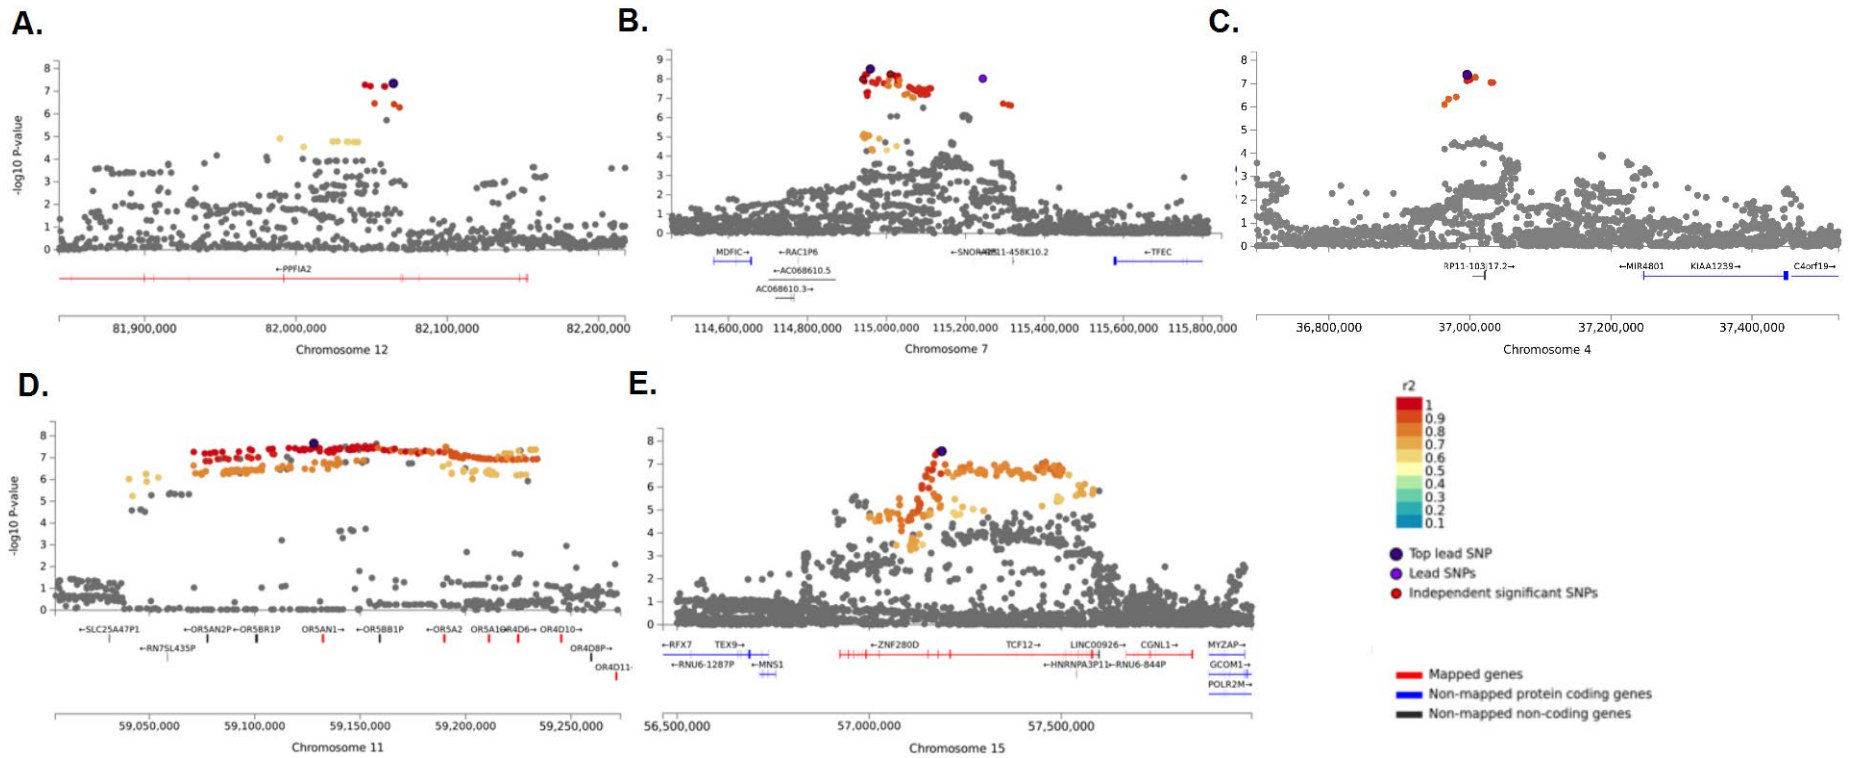 A.
-log10 P-value
8
7
6
5
4
3
2
1
0
←PPFIA2
81,900,000 82,000,000 82,100,000 82,200,000
Chromosome 12
B.
9
8
7
6
5
4
3
2
1
0
MDFIC→ ←RAC1P6 ←TFEC
←AC068610.5
AC068610.3→
114,600,000 114,800,000 115,000,000 115,200,000 115,400,000 115,600,000 115,800,000
Chromosome 7
C.
8
7
6
5
4
3
2
1
0
←MIR4801 KIAA1239→ C4orf19→
36,800,000 37,000,000 37,200,000 37,400,000
Chromosome 4
D.
-log10 P-value
8
7
6
5
4
3
2
1
0
←SLC25A47P1 ←OR5AN2P ←OR5BR1P OR5AN1→ ←OR5BB1P ←OR5A2 OR4D10→
←RN7SL435P OR4D8P→
OR4D11
59,050,000 59,100,000 59,150,000 59,200,000 59,250,000
Chromosome 11
E.
8
7
6
5
4
3
2
1
0
←RFX7 TEX9→ ←ZNF280D TCF12→ LINC00926→ CGNL1→ MYZAP→
←RNU6-1287P ←MNS1 ←HNRNPA3P11 ←RNU6-844P GCOM1→
POLR2M→
56,500,000 57,000,000 57,500,000
Chromosome 15
r2
1
0.9
0.8
0.7
0.6
0.5
0.4
0.3
0.2
0.1
Top lead SNP
Lead SNPs
Independent significant SNPs
Mapped genes
Non-mapped protein coding genes
Non-mapped non-coding genes